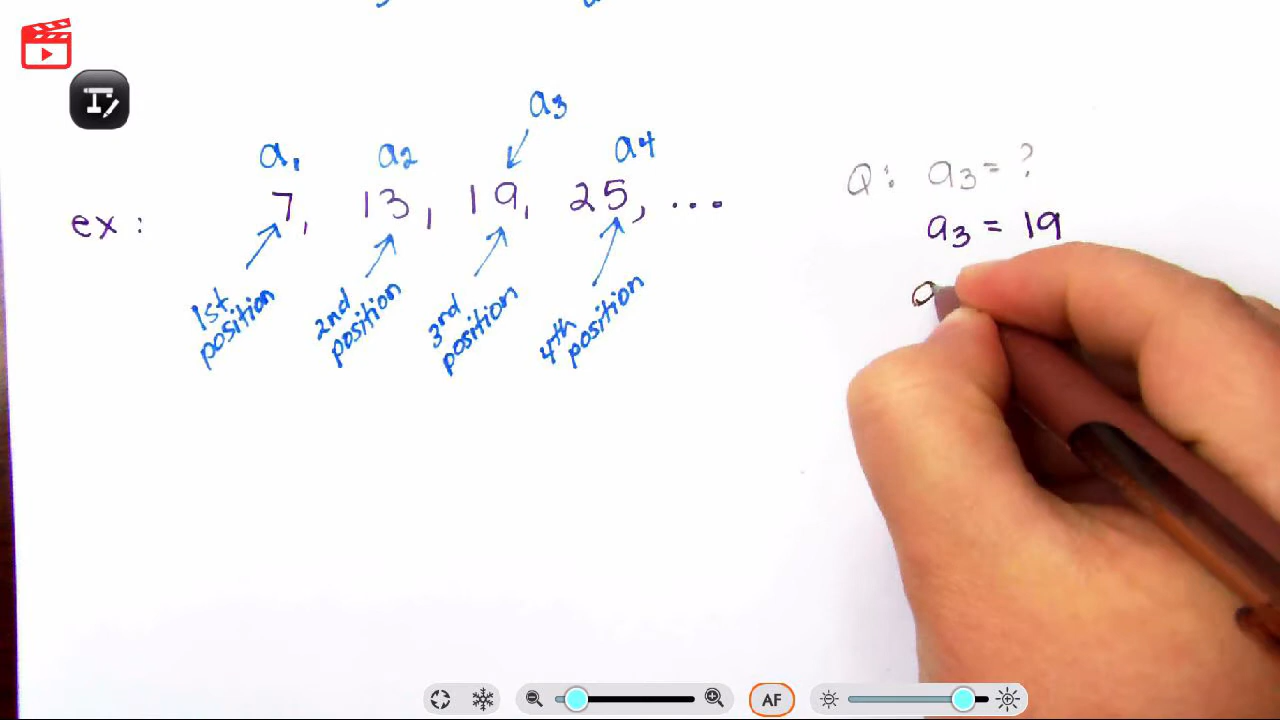 a3
a1 a2 a4
ex: 7, 13, 19, 25, ...
1st position
2nd position
3rd position
4th position
Q: a3 = ?
a3 = 19
AF